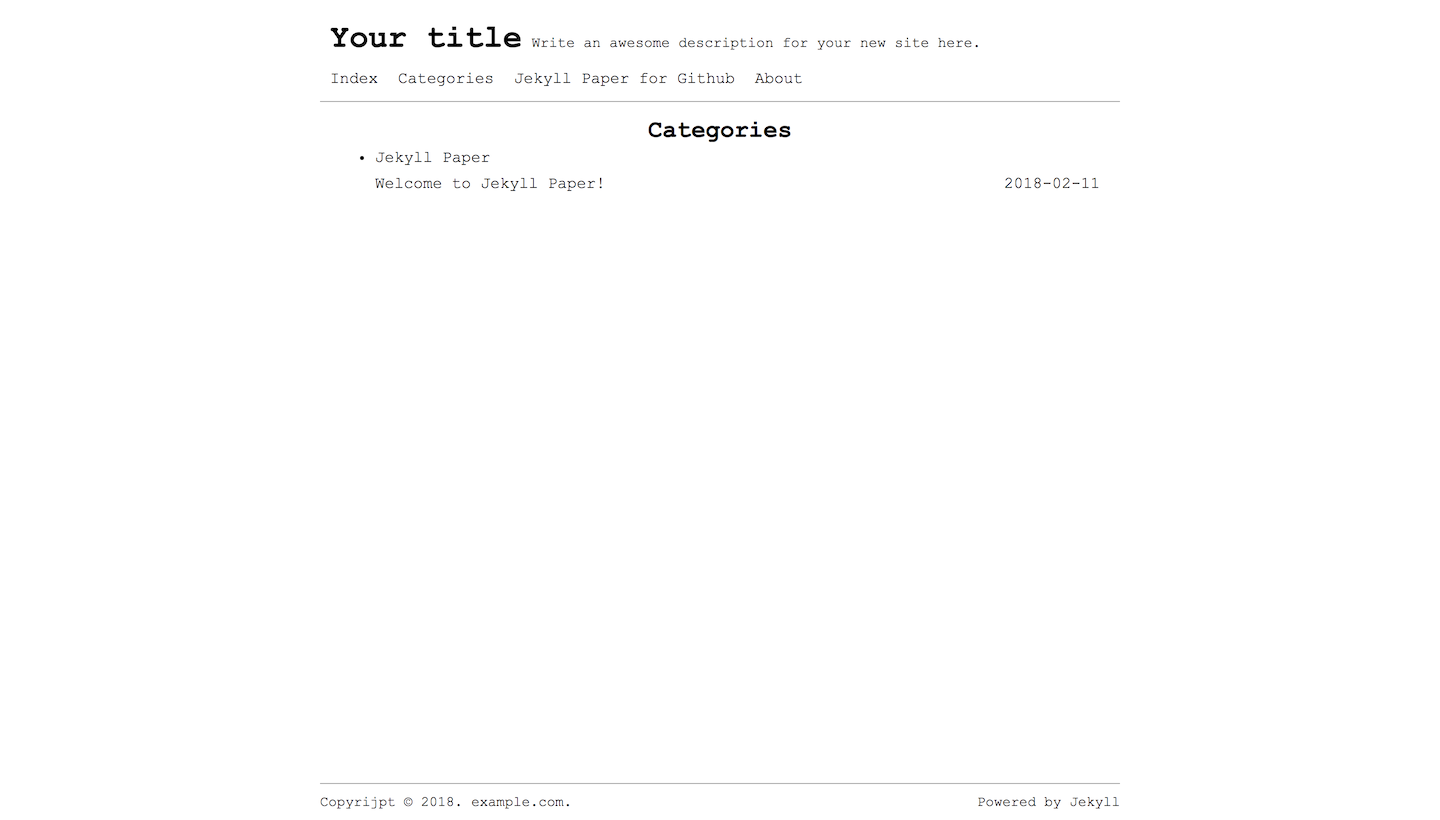 Your title Write an awesome description for your new site here.
Index Categories Jekyll Paper for Github About
Categories
• Jekyll Paper
Welcome to Jekyll Paper! 2018-02-11
Copyrijpt © 2018. example.com. Powered by Jekyll